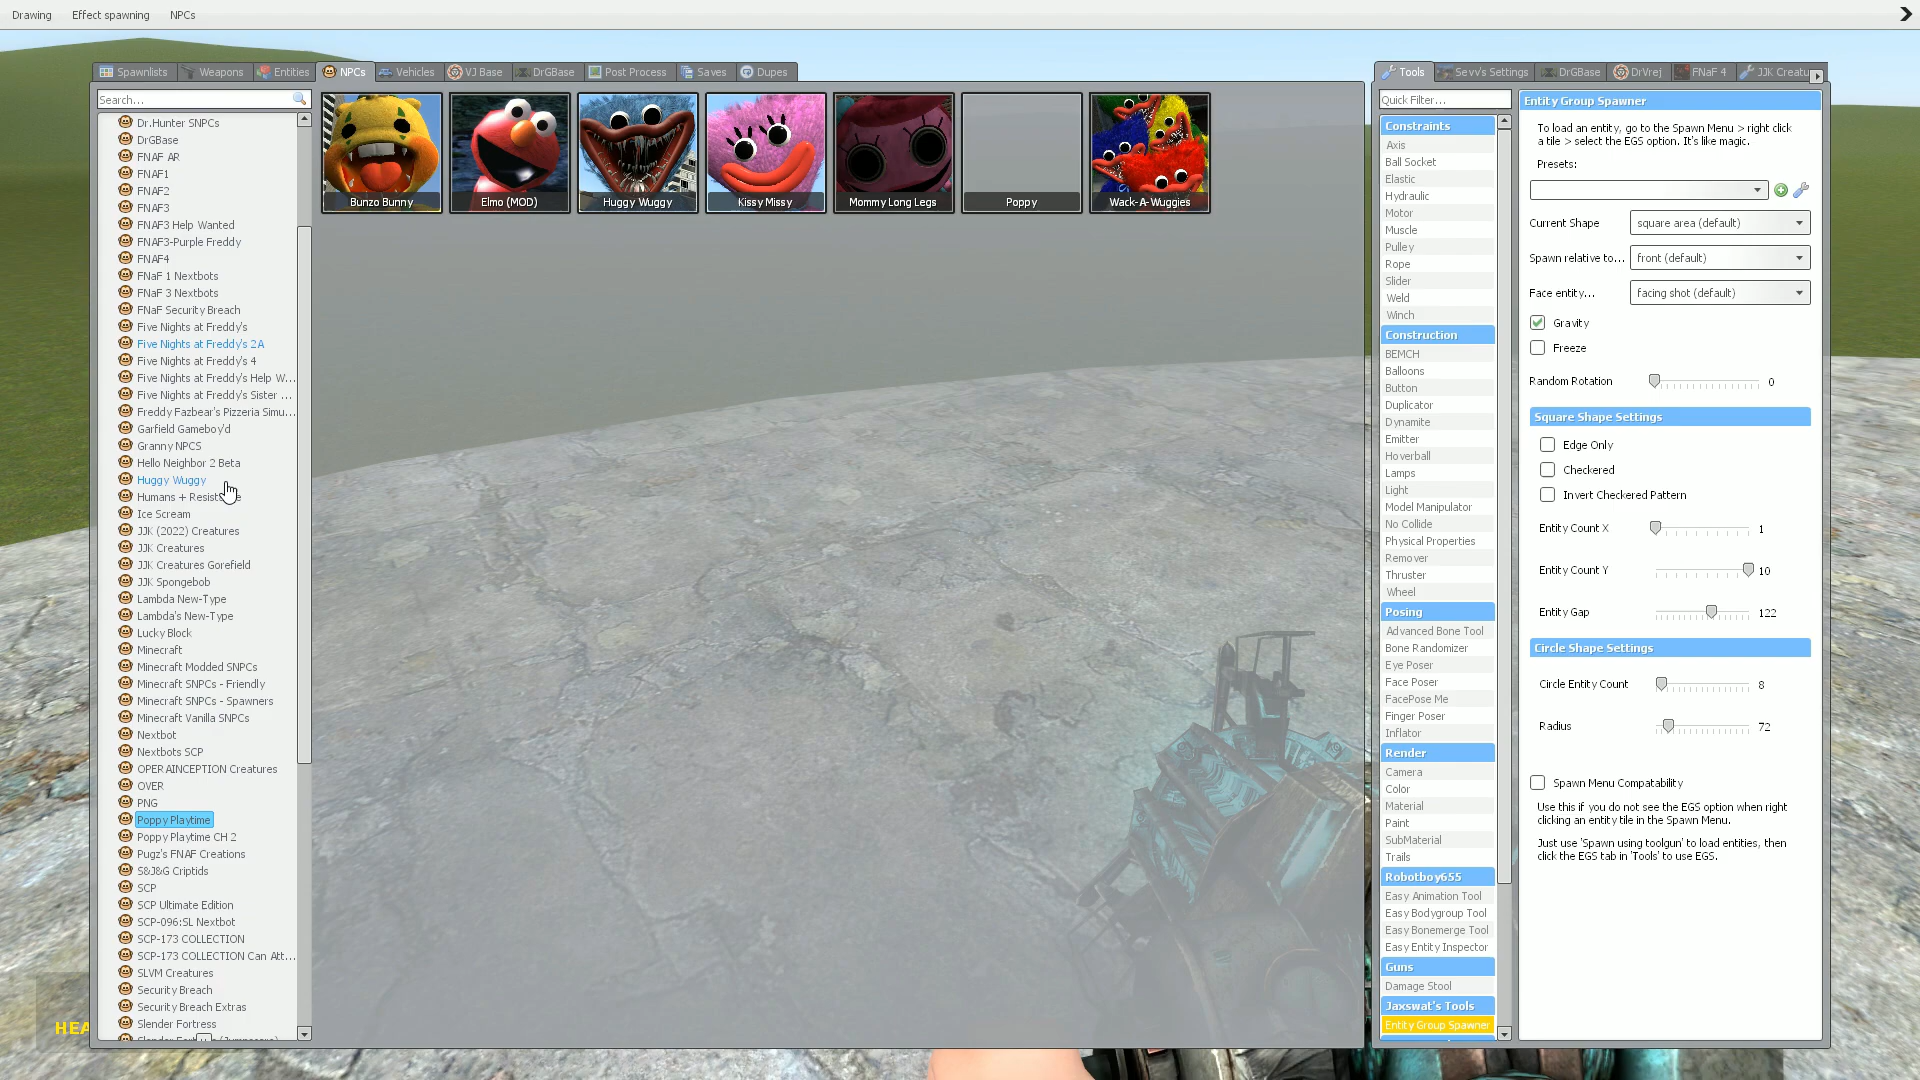 Drawing
Effect spawning
NPCs
Spawnlists
Weapons
Entities
NPCs
Vehicles
VJ Base
DrGBase
Post Process
Saves
Dupes
Search...
Dr.Hunter SNPCs
DrGBase
FNAF AR
FNAF1
FNAF2
FNAF3
FNAF3 Help Wanted
FNAF3-Purple Freddy
FNAF4
FNaF 1 Nextbots
FNaF 3 Nextbots
FNaF Security Breach
Five Nights at Freddy's
Five Nights at Freddy's 2A
Five Nights at Freddy's 4
Five Nights at Freddy's Help W...
Five Nights at Freddy's Sister ...
Freddy Fazbear's Pizzeria Simu...
Garfield Gameboy'd
Granny NPCS
Hello Neighbor 2 Beta
Huggy Wuggy
Humans + Resist
Ice Scream
JJK (2022) Creatures
JJK Creatures
JJK Creatures Gorefield
JJK Spongebob
Lambda New-Type
Lambda's New-Type
Lucky Block
Minecraft
Minecraft Modded SNPCs
Minecraft SNPCs - Friendly
Minecraft SNPCs - Spawners
Minecraft Vanilla SNPCs
Nextbot
Nextbots SCP
OPERAINCEPTION Creatures
OVER
PNG
Poppy Playtime
Poppy Playtime CH 2
Pugz's FNAF Creations
S&J&G Criptids
SCP
SCP Ultimate Edition
SCP-096:SL Nextbot
SCP-173 COLLECTION
SCP-173 COLLECTION Can Att...
SLVM Creatures
Security Breach
Security Breach Extras
Slender Fortress
HEA
Bunzo Bunny
Elmo (MOD)
Huggy Wuggy
Kissy Missy
Mommy Long Legs
Poppy
Wack-A-Wuggies
Tools
Sevv's Settings
DrGBase
DrVrej
FNaF 4
JJK Creatu
Quick Filter...
Constraints
Axis
Ball Socket
Elastic
Hydraulic
Motor
Muscle
Pulley
Rope
Slider
Weld
Winch
Construction
BEMCH
Balloons
Button
Duplicator
Dynamite
Emitter
Hoverball
Lamps
Light
Model Manipulator
No Collide
Physical Properties
Remover
Thruster
Wheel
Posing
Advanced Bone Tool
Bone Randomizer
Eye Poser
Face Poser
FacePose Me
Finger Poser
Inflator
Render
Camera
Color
Material
Paint
SubMaterial
Trails
Robotboy655
Easy Animation Tool
Easy Bodygroup Tool
Easy Bonemerge Tool
Easy Entity Inspector
Guns
Damage Stool
Jaxswat's Tools
Entity Group Spawner
Entity Group Spawner
To load an entity, go to the Spawn Menu > right click
a tile > select the EGS option. It's like magic.
Presets:
Current Shape square area (default)
Spawn relative to... front (default)
Face entity... facing shot (default)
Gravity
Freeze
Random Rotation 0
Square Shape Settings
Edge Only
Checkered
Invert Checkered Pattern
Entity Count X 1
Entity Count Y 10
Entity Gap 122
Circle Shape Settings
Circle Entity Count 8
Radius 72
Spawn Menu Compatability
Use this if you do not see the EGS option when right
clicking an entity tile in the Spawn Menu.
Just use 'Spawn using toolgun' to load entities, then
click the EGS tab in 'Tools' to use EGS.